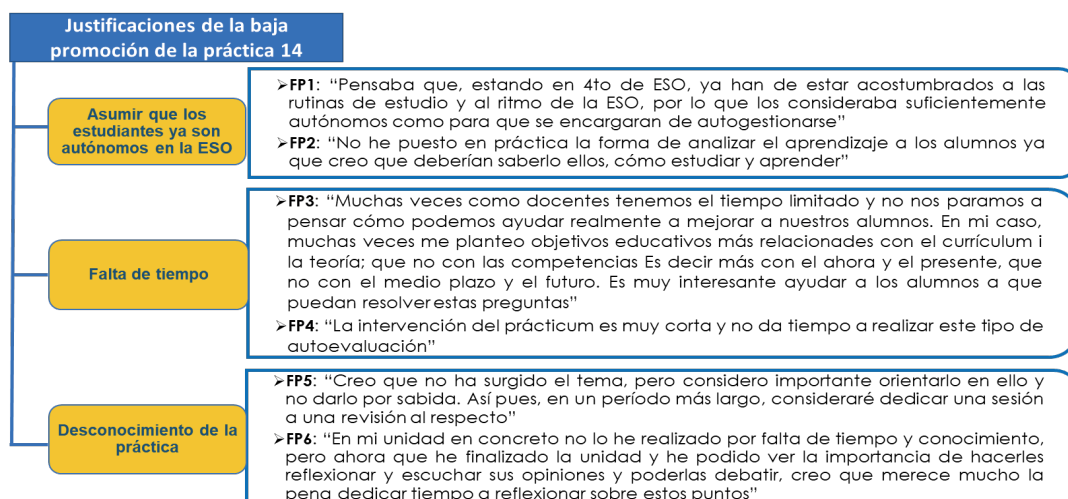 Justificaciones de la baja
promoción de la práctica 14
Asumir que los
estudiantes ya son
autónomos en la ESO
➢FP1: “Pensaba que, estando en 4to de ESO, ya han de estar acostumbrados a las
rutinas de estudio y al ritmo de la ESO, por lo que los consideraba suficientemente
autónomos como para que se encargaran de autogestionarse”
➢FP2: “No he puesto en práctica la forma de analizar el aprendizaje a los alumnos ya
que creo que deberían saberlo ellos, cómo estudiar y aprender”
Falta de tiempo
➢FP3: “Muchas veces como docentes tenemos el tiempo limitado y no nos paramos a
pensar cómo podemos ayudar realmente a mejorar a nuestros alumnos. En mi caso,
muchas veces me planteo objetivos educativos más relacionades con el currículum i
la teoría; que no con las competencias Es decir más con el ahora y el presente, que
no con el medio plazo y el futuro. Es muy interesante ayudar a los alumnos a que
puedan resolver estas preguntas”
➢FP4: “La intervención del prácticum es muy corta y no da tiempo a realizar este tipo de
autoevaluación”
Desconocimiento de la
práctica
➢FP5: “Creo que no ha surgido el tema, pero considero importante orientarlo en ello y
no darlo por sabida. Así pues, en un período más largo, consideraré dedicar una sesión
a una revisión al respecto”
➢FP6: “En mi unidad en concreto no lo he realizado por falta de tiempo y conocimiento,
pero ahora que he finalizado la unidad y he podido ver la importancia de hacerles
reflexionar y escuchar sus opiniones y poderlas debatir, creo que merece mucho la
pena dedicar tiempo a reflexionar sobre estos puntos”